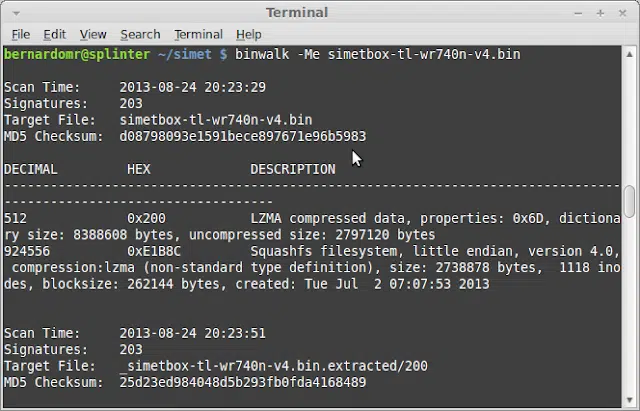 Terminal
File Edit View Search Terminal Help
bernardomr@splinter ~/simet $ binwalk -Me simetbox-tl-wr740n-v4.bin
Scan Time: 2013-08-24 20:23:29
Signatures: 203
Target File: simetbox-tl-wr740n-v4.bin
MD5 Checksum: d08798093e1591bece897671e96b5983
DECIMAL HEX DESCRIPTION
-------------------------------------------------------------------------------
----------------------------------
512 0x200 LZMA compressed data, properties: 0x6D, dictiona
ry size: 8388608 bytes, uncompressed size: 2797120 bytes
924556 0xE1B8C Squashfs filesystem, little endian, version 4.0,
compression:lzma (non-standard type definition), size: 2738878 bytes, 1118 ino
des, blocksize: 262144 bytes, created: Tue Jul 2 07:07:53 2013
Scan Time: 2013-08-24 20:23:51
Signatures: 203
Target File: _simetbox-tl-wr740n-v4.bin.extracted/200
MD5 Checksum: 25d23ed984048d5b293fb0fda4168489